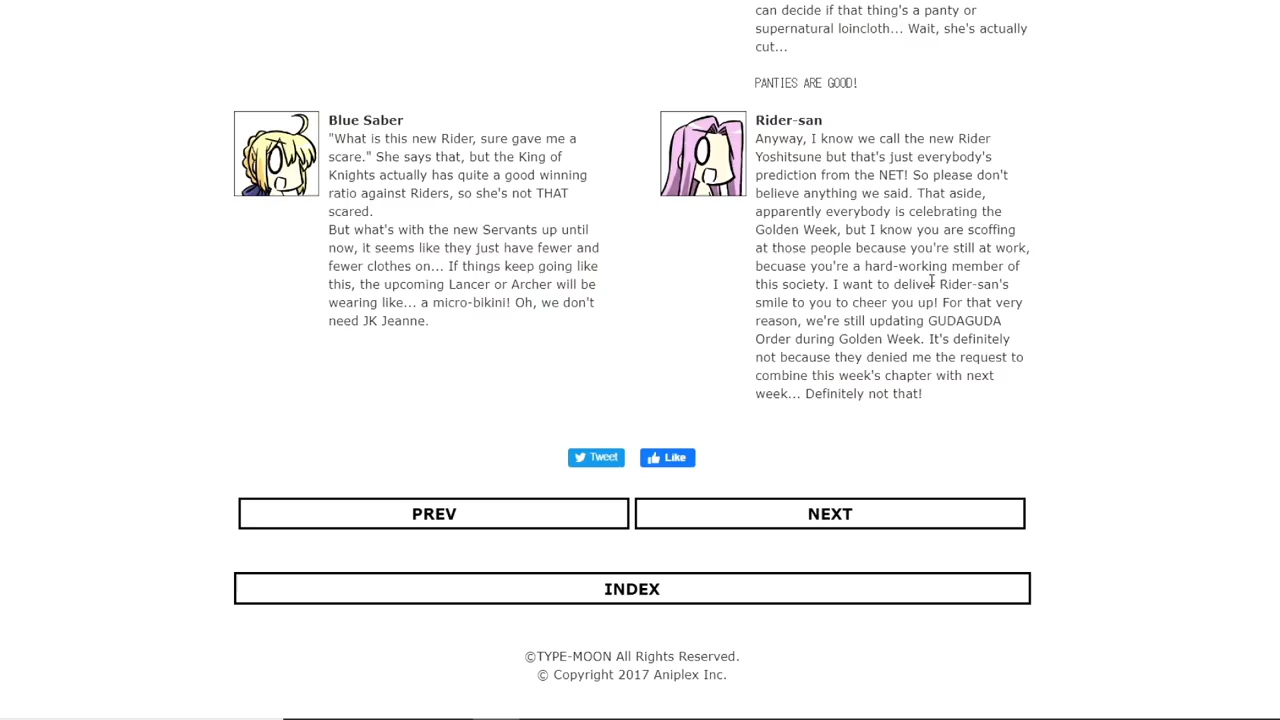 can decide if that thing's a panty or
supernatural loincloth... Wait, she's actually
cut...
PANTIES ARE GOOD!
Blue Saber
"What is this new Rider, sure gave me a
scare." She says that, but the King of
Knights actually has quite a good winning
ratio against Riders, so she's not THAT
scared.
But what's with the new Servants up until
now, it seems like they just have fewer and
fewer clothes on... If things keep going like
this, the upcoming Lancer or Archer will be
wearing like... a micro-bikini! Oh, we don't
need JK Jeanne.
Rider-san
Anyway, I know we call the new Rider
Yoshitsune but that's just everybody's
prediction from the NET! So please don't
believe anything we said. That aside,
apparently everybody is celebrating the
Golden Week, but I know you are scoffing
at those people because you're still at work,
becuase you're a hard-working member of
this society. I want to deliver Rider-san's
smile to you to cheer you up! For that very
reason, we're still updating GUDAGUDA
Order during Golden Week. It's definitely
not because they denied me the request to
combine this week's chapter with next
week... Definitely not that!
Tweet
Like
PREV
NEXT
INDEX
©TYPE-MOON All Rights Reserved.
© Copyright 2017 Aniplex Inc.